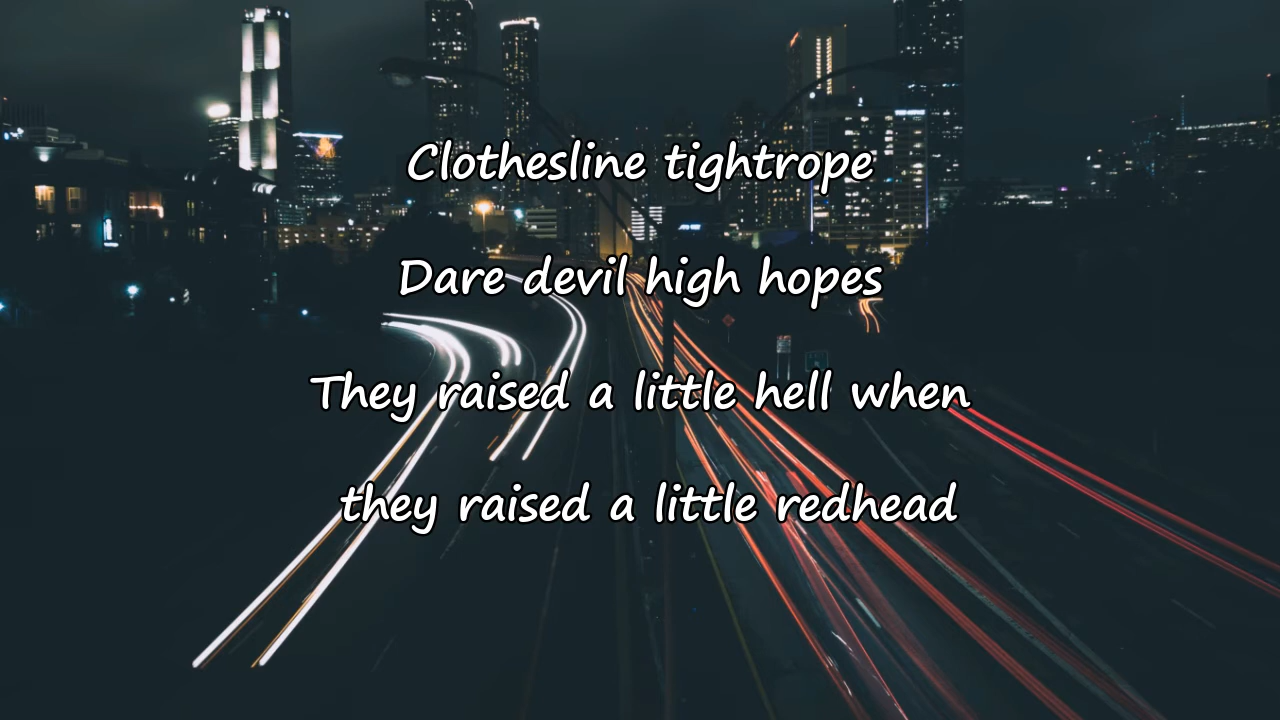 Clothesline tightrope
Dare devil high hopes
They raised a little hell when
they raised a little redhead